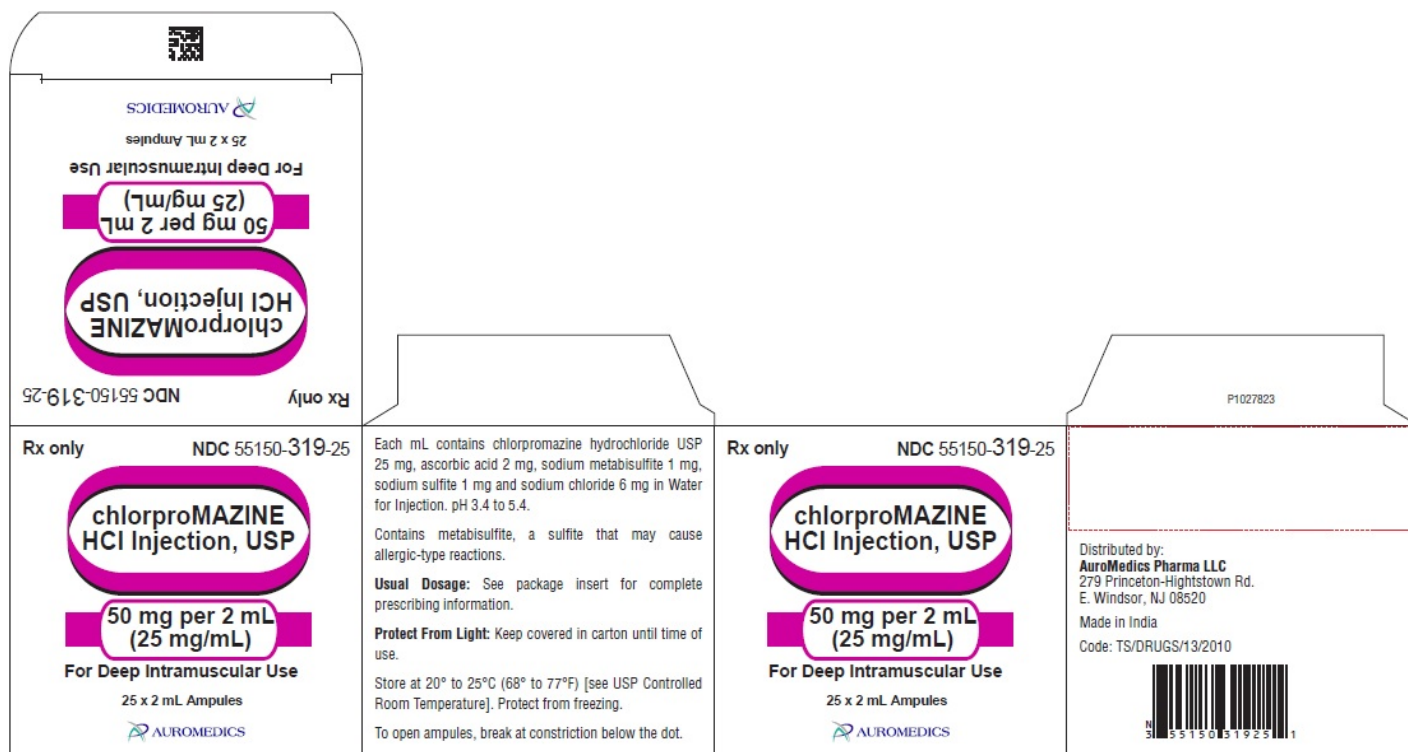 AUROMEDICS
25 x 2 mL Ampules
For Deep Intramuscular Use
50 mg per 2 mL
(25 mg/mL)
chlorproMAZINE
HCl Injection, USP
Rx only NDC 55150-319-25
Rx only NDC 55150-319-25
chlorproMAZINE
HCl Injection, USP
50 mg per 2 mL
(25 mg/mL)
For Deep Intramuscular Use
25 x 2 mL Ampules
AUROMEDICS
Each mL contains chlorpromazine hydrochloride USP
25 mg, ascorbic acid 2 mg, sodium metabisulfite 1 mg,
sodium sulfite 1 mg and sodium chloride 6 mg in Water
for Injection. pH 3.4 to 5.4.
Contains metabisulfite, a sulfite that may cause
allergic-type reactions.
Usual Dosage: See package insert for complete
prescribing information.
Protect From Light: Keep covered in carton until time of
use.
Store at 20° to 25°C (68° to 77°F) [see USP Controlled
Room Temperature]. Protect from freezing.
To open ampules, break at constriction below the dot.
Rx only NDC 55150-319-25
chlorproMAZINE
HCl Injection, USP
50 mg per 2 mL
(25 mg/mL)
For Deep Intramuscular Use
25 x 2 mL Ampules
AUROMEDICS
P1027823
Distributed by:
AuroMedics Pharma LLC
279 Princeton-Hightstown Rd.
E. Windsor, NJ 08520
Made in India
Code: TS/DRUGS/13/2010
N
3 55150 31925 1